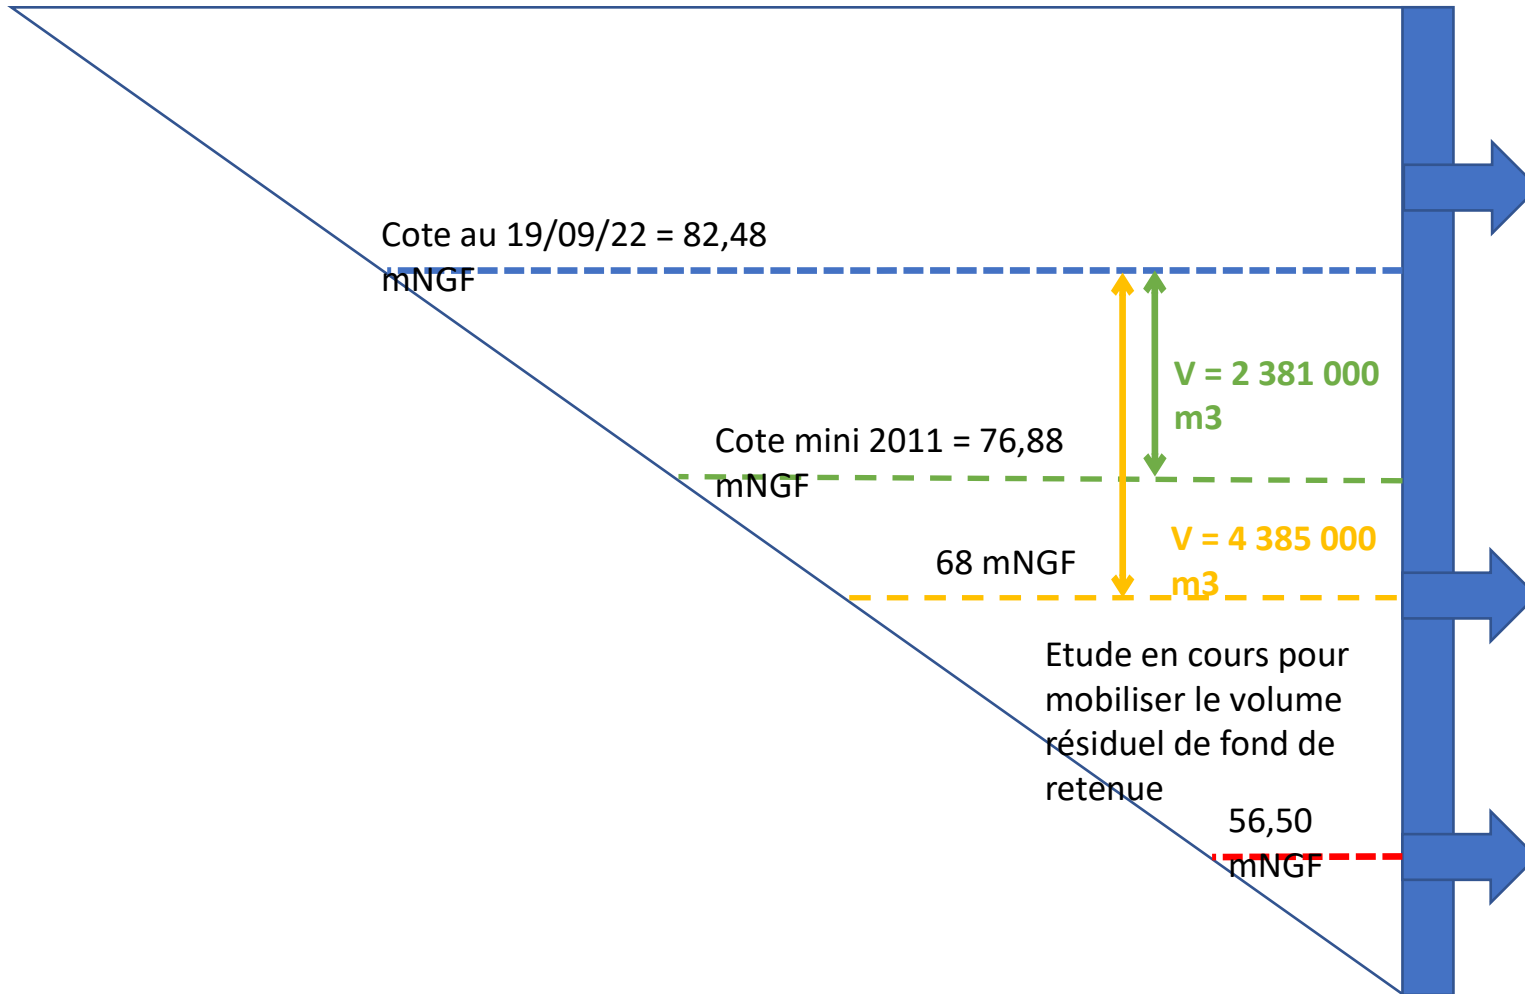 Cote au 19/09/22 = 82,48
mNGF
V = 2 381 000
m3
Cote mini 2011 = 76,88
mNGF
V = 4 385 000
m3
68 mNGF
Etude en cours pour
mobiliser le volume
résiduel de fond de
retenue
56,50
mNGF